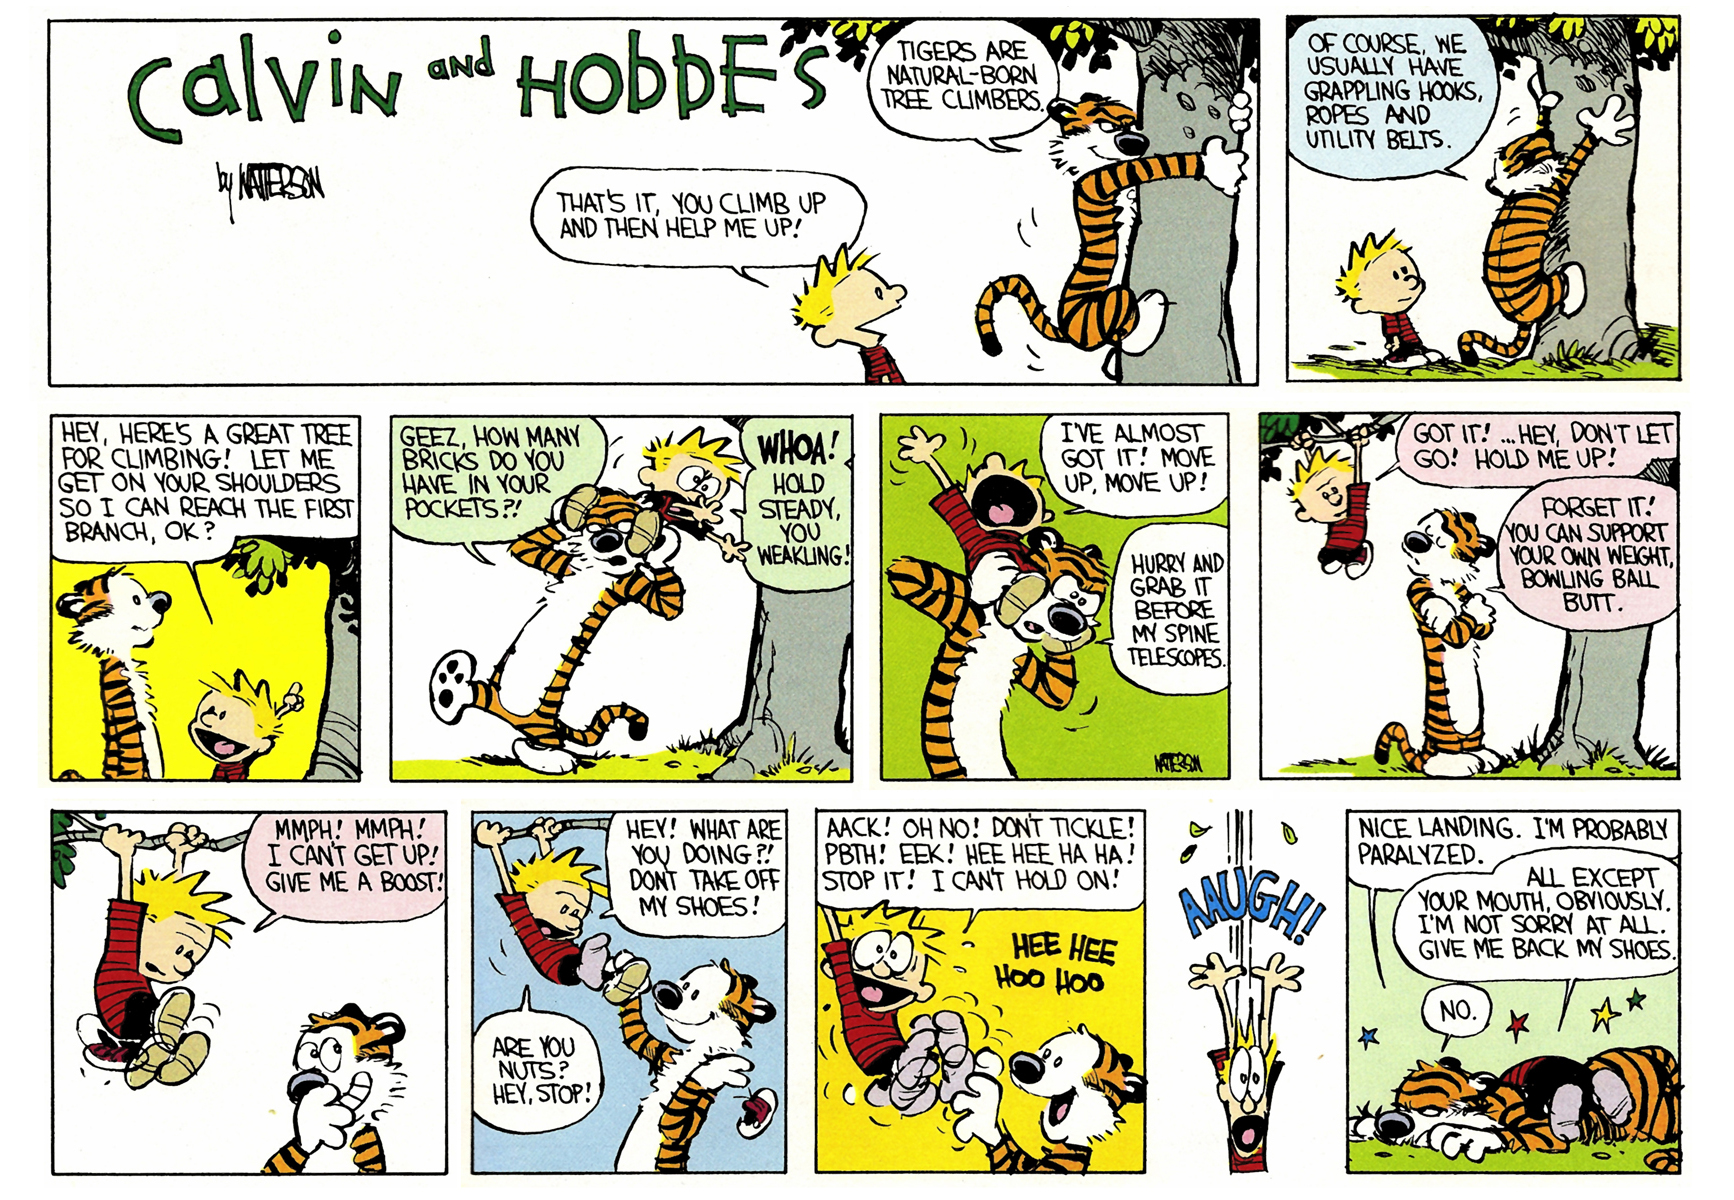 Calvin and HobbEs
by WATTERSON
THAT'S IT, YOU CLIMB UP
AND THEN HELP ME UP!
TIGERS ARE
NATURAL-BORN
TREE CLIMBERS.
OF COURSE, WE
USUALLY HAVE
GRAPPLING HOOKS,
ROPES AND
UTILITY BELTS.
HEY, HERE'S A GREAT TREE
FOR CLIMBING! LET ME
GET ON YOUR SHOULDERS
SO I CAN REACH THE FIRST
BRANCH, OK?
GEEZ, HOW MANY
BRICKS DO YOU
HAVE IN YOUR
POCKETS?!
WHOA!
HOLD
STEADY,
YOU
WEAKLING!
I'VE ALMOST
GOT IT! MOVE
UP, MOVE UP!
HURRY AND
GRAB IT
BEFORE
MY SPINE
TELESCOPES.
WATTERSON
GOT IT! ...HEY, DON'T LET
GO! HOLD ME UP!
FORGET IT!
YOU CAN SUPPORT
YOUR OWN WEIGHT,
BOWLING BALL
BUTT.
MMPH! MMPH!
I CAN'T GET UP!
GIVE ME A BOOST!
HEY! WHAT ARE
YOU DOING?!
DON'T TAKE OFF
MY SHOES!
ARE YOU
NUTS?
HEY, STOP!
AACK! OH NO! DON'T TICKLE!
PBTH! EEK! HEE HEE HA HA!
STOP IT! I CAN'T HOLD ON!
HEE HEE
HOO HOO
AAUGH!
NICE LANDING. I'M PROBABLY
PARALYZED.
ALL EXCEPT
YOUR MOUTH, OBVIOUSLY.
I'M NOT SORRY AT ALL.
GIVE ME BACK MY SHOES.
NO.